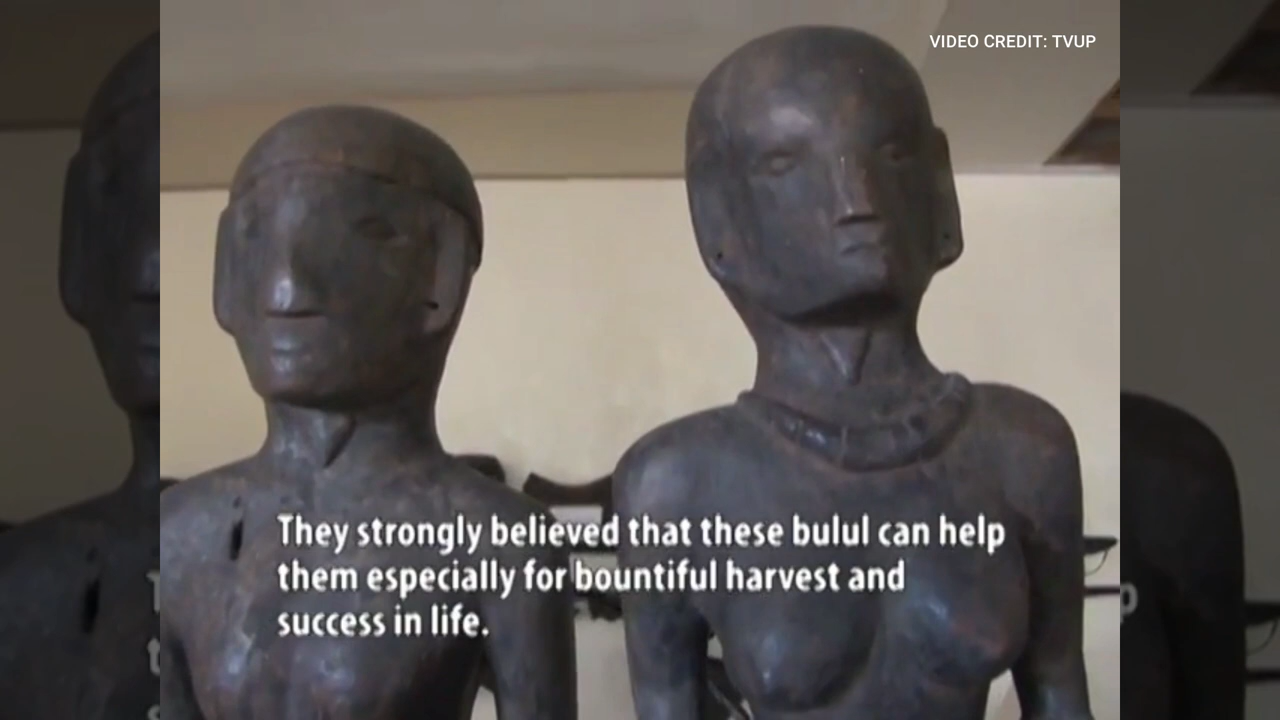 VIDEO CREDIT: TVUP
They strongly believed that these bulul can help
them especially for bountiful harvest and
success in life.